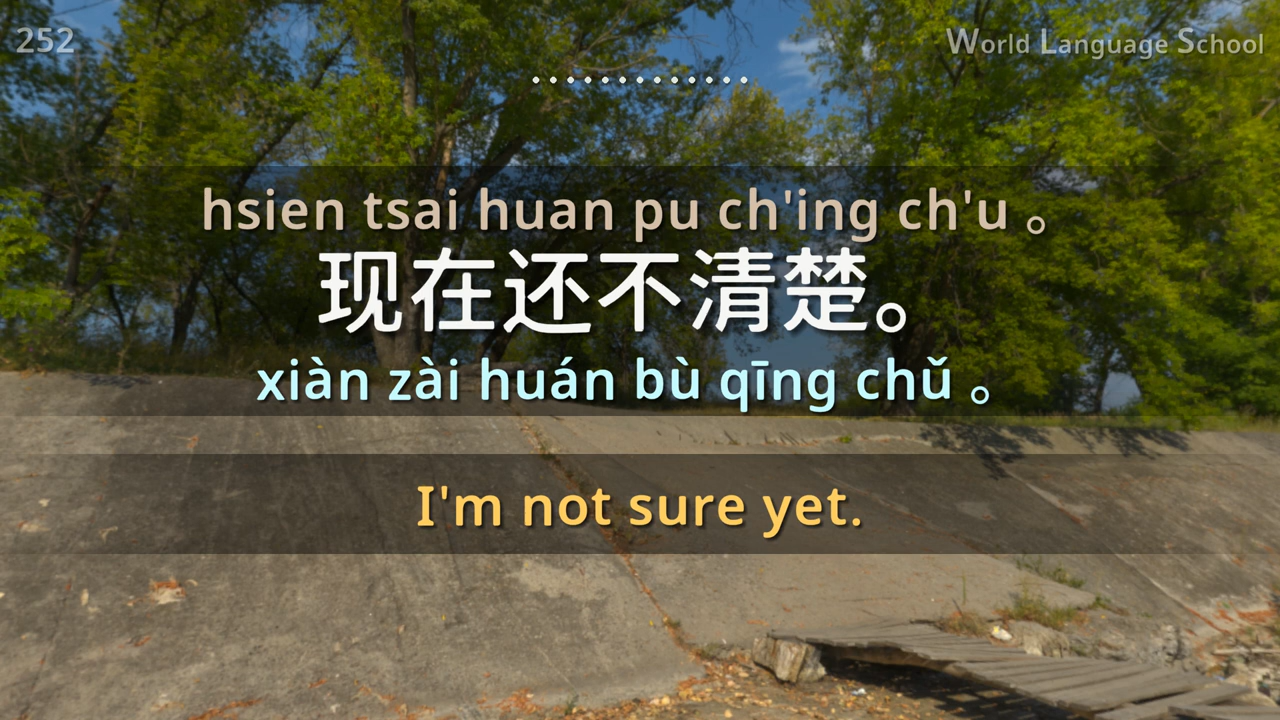 252
World Language School
hsien tsai huan pu ch'ing ch'u 。
现在还不清楚。
xiàn zài huán bù qīng chǔ 。
I'm not sure yet.